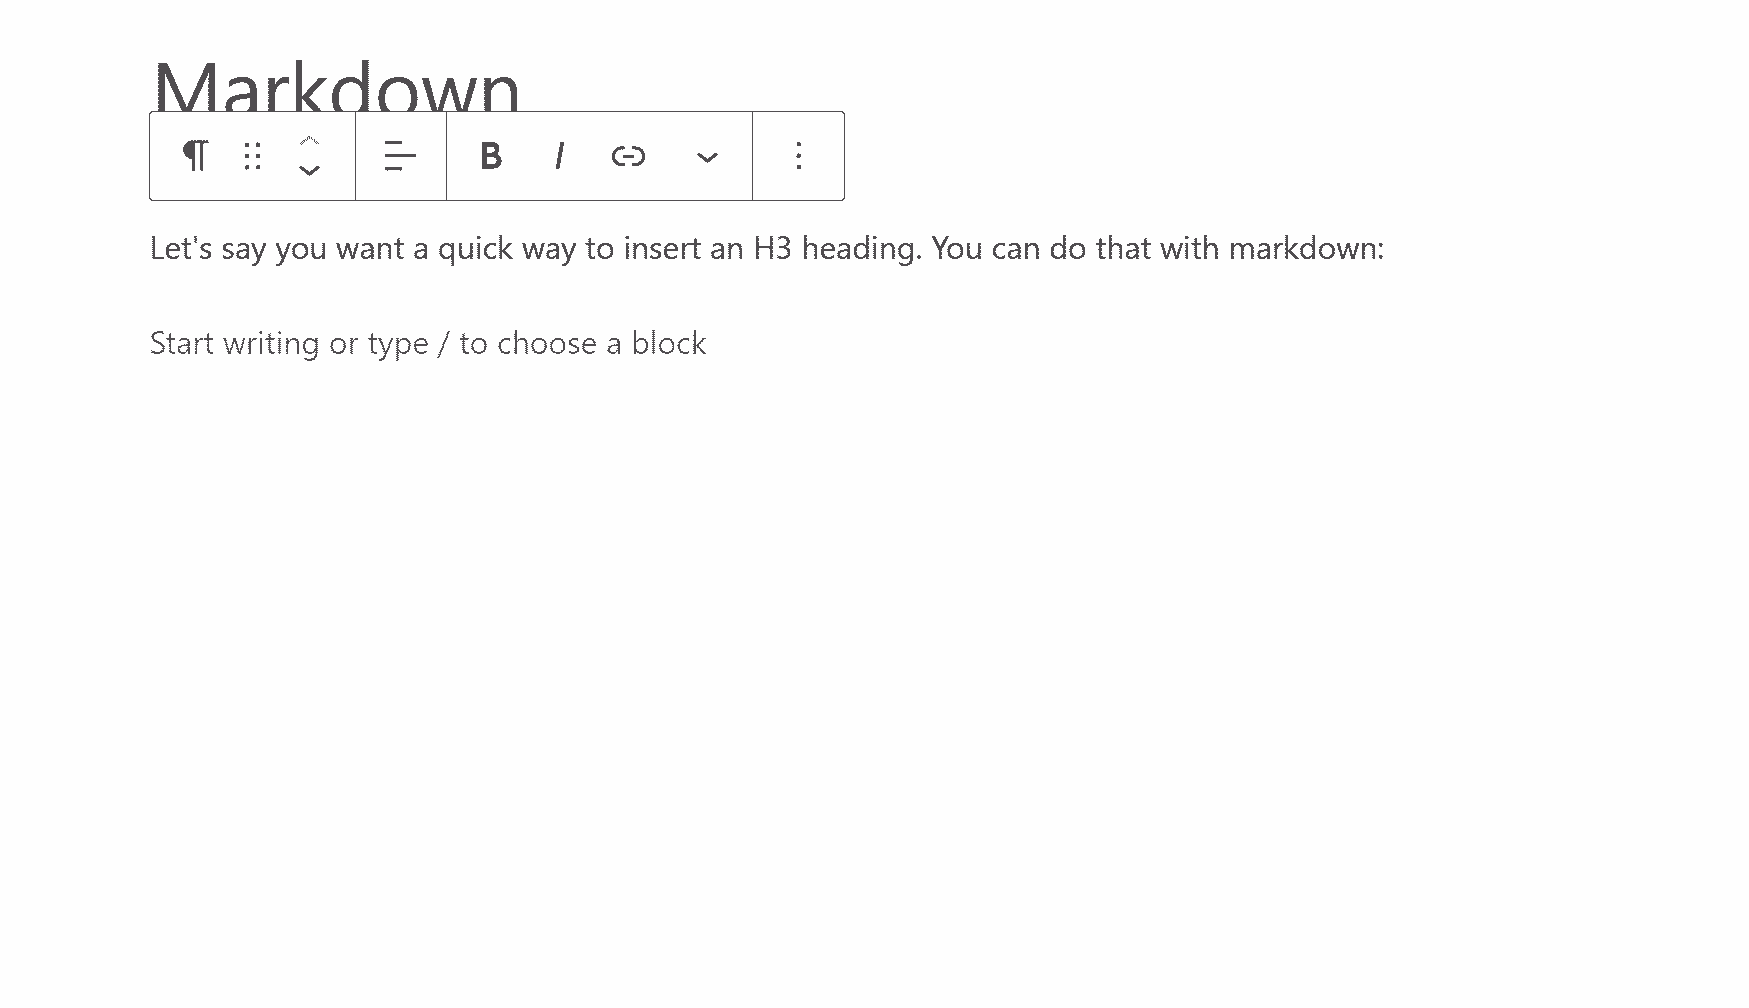 Markdown
Let's say you want a quick way to insert an H3 heading. You can do that with markdown:
Start writing or type / to choose a block